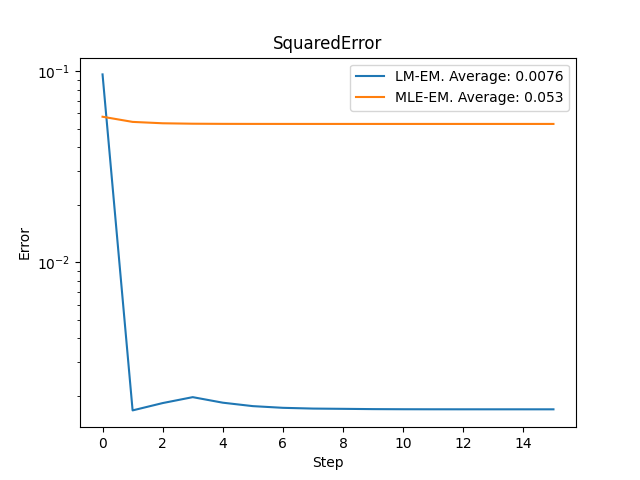 SquaredError
LM-EM. Average: 0.0076
MLE-EM. Average: 0.053
10⁻¹
10⁻²
Error
0 2 4 6 8 10 12 14
Step